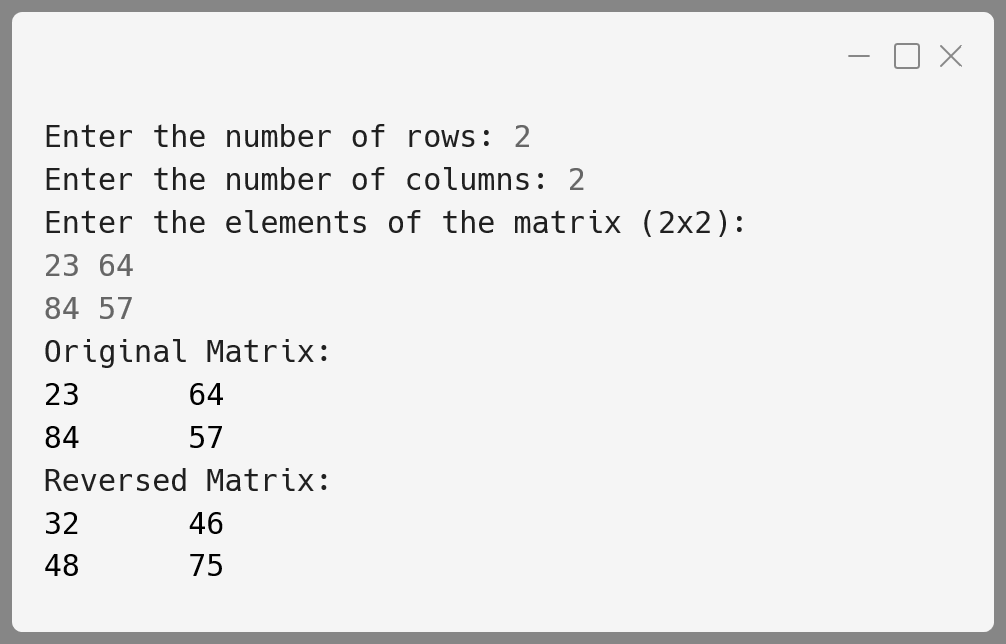 Enter the number of rows: 2
Enter the number of columns: 2
Enter the elements of the matrix (2x2):
23 64
84 57
Original Matrix:
23      64
84      57
Reversed Matrix:
32      46
48      75